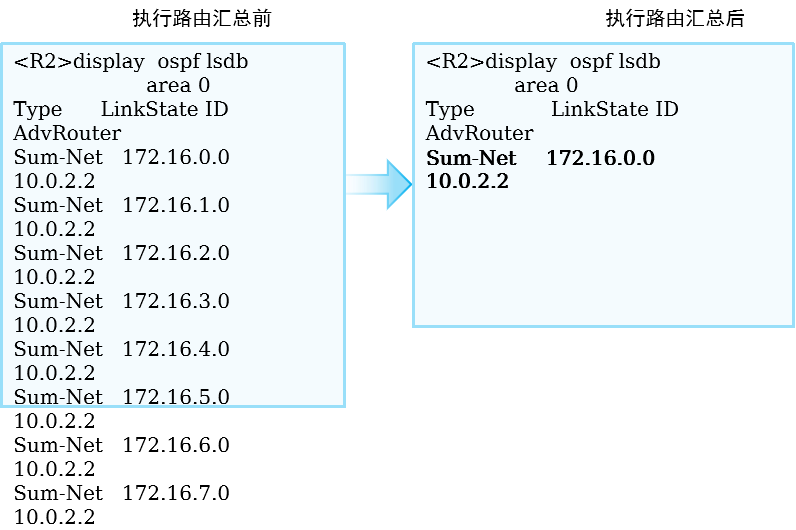 执行路由汇总前
<R2>display ospf lsdb
area 0
Type LinkState ID
AdvRouter
Sum-Net 172.16.0.0
10.0.2.2
Sum-Net 172.16.1.0
10.0.2.2
Sum-Net 172.16.2.0
10.0.2.2
Sum-Net 172.16.3.0
10.0.2.2
Sum-Net 172.16.4.0
10.0.2.2
Sum-Net 172.16.5.0
10.0.2.2
Sum-Net 172.16.6.0
10.0.2.2
Sum-Net 172.16.7.0
10.0.2.2
执行路由汇总后
<R2>display ospf lsdb
area 0
Type LinkState ID
AdvRouter
Sum-Net 172.16.0.0
10.0.2.2